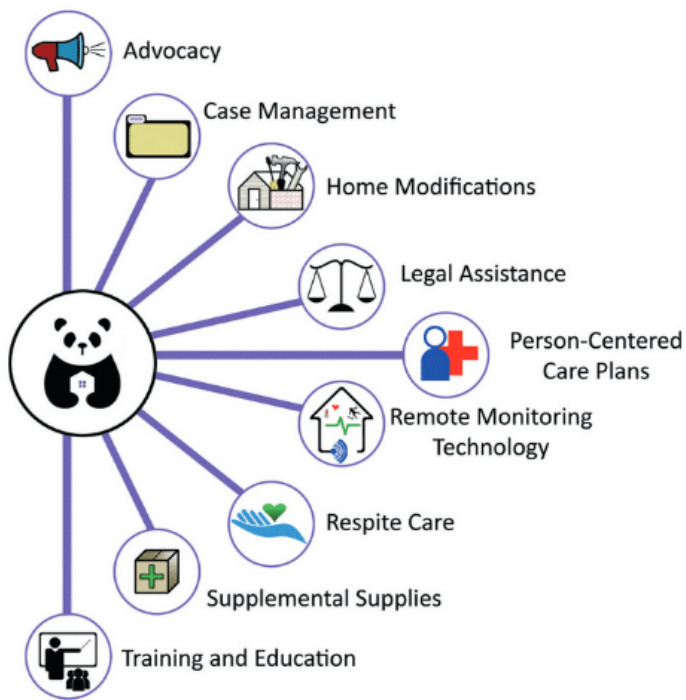 Advocacy
Case Management
Home Modifications
Legal Assistance
Person-Centered
Care Plans
Remote Monitoring
Technology
Respite Care
Supplemental Supplies
Training and Education